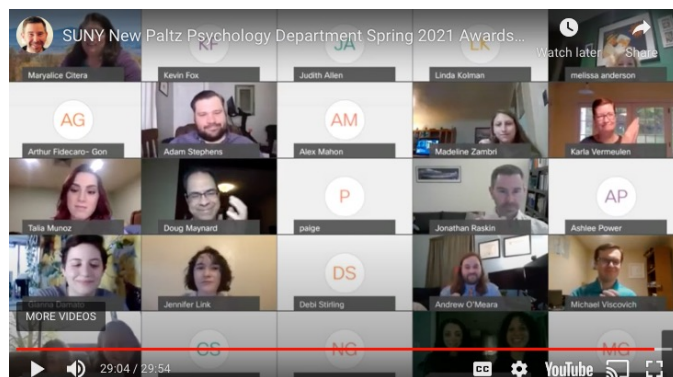 SUNY New Paltz Psychology Department Spring 2021 Awards...
KF
JA
LK
Watch later
Share
Maryalice Citera
Kevin Fox
Judith Allen
Linda Kolman
melissa anderson
AG
AM
Arthur Fidecaro- Gon
Adam Stephens
Alex Mahon
Madeline Zambri
Karla Vermeulen
P
AP
Talia Munoz
Doug Maynard
paige
Jonathan Raskin
Ashlee Power
DS
Gianna Damato
Jennifer Link
Debi Stirling
Andrew O'Meara
Michael Viscovich
MORE VIDEOS
CS
NG
MG
29:04 / 29:54
CC
YouTube